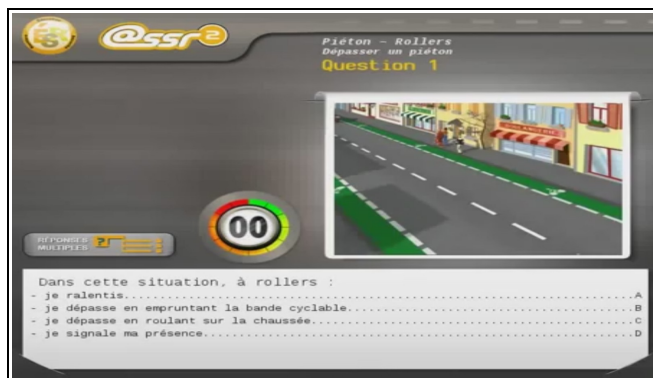 @ssr2
Piéton - Rollers
Dépasser un piéton
Question 1
BOULANGERIE
00
RÉPONSES
MULTIPLES
Dans cette situation, à rollers :
- je ralentis.....................................................................A
- je dépasse en empruntant la bande cyclable.......................................B
- je dépasse en roulant sur la chaussée............................................C
- je signale ma présence...........................................................D